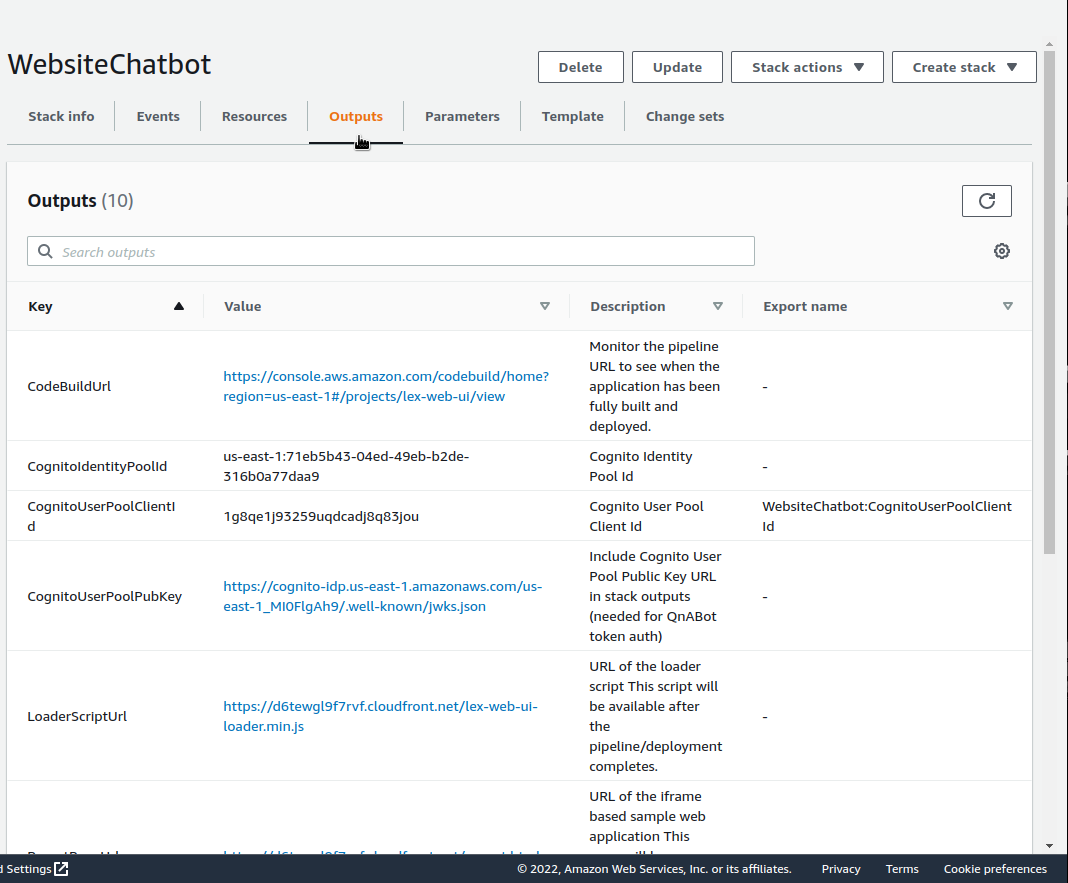 WebsiteChatbot
Delete
Update
Stack actions
Create stack
Stack info
Events
Resources
Outputs
Parameters
Template
Change sets
Outputs (10)
Search outputs
Key
Value
Description
Export name
CodeBuildUrl
https://console.aws.amazon.com/codebuild/home?
region=us-east-1#/projects/lex-web-ui/view
Monitor the pipeline
URL to see when the
application has been
fully built and
deployed.
-
CognitoIdentityPoolId
us-east-1:71eb5b43-04ed-49eb-b2de-
316b0a77daa9
Cognito Identity
Pool Id
-
CognitoUserPoolClientI
d
1g8qe1j93259uqdcadj8q83jou
Cognito User Pool
Client Id
WebsiteChatbot:CognitoUserPoolClient
Id
CognitoUserPoolPubKey
https://cognito-idp.us-east-1.amazonaws.com/us-
east-1_MI0FlgAh9/.well-known/jwks.json
Include Cognito User
Pool Public Key URL
in stack outputs
(needed for QnABot
token auth)
-
LoaderScriptUrl
https://d6tewgl9f7rvf.cloudfront.net/lex-web-ui-
loader.min.js
URL of the loader
script This script will
be available after
the
pipeline/deployment
completes.
-
URL of the iframe
based sample web
application This
Settings
© 2022, Amazon Web Services, Inc. or its affiliates.
Privacy
Terms
Cookie preferences